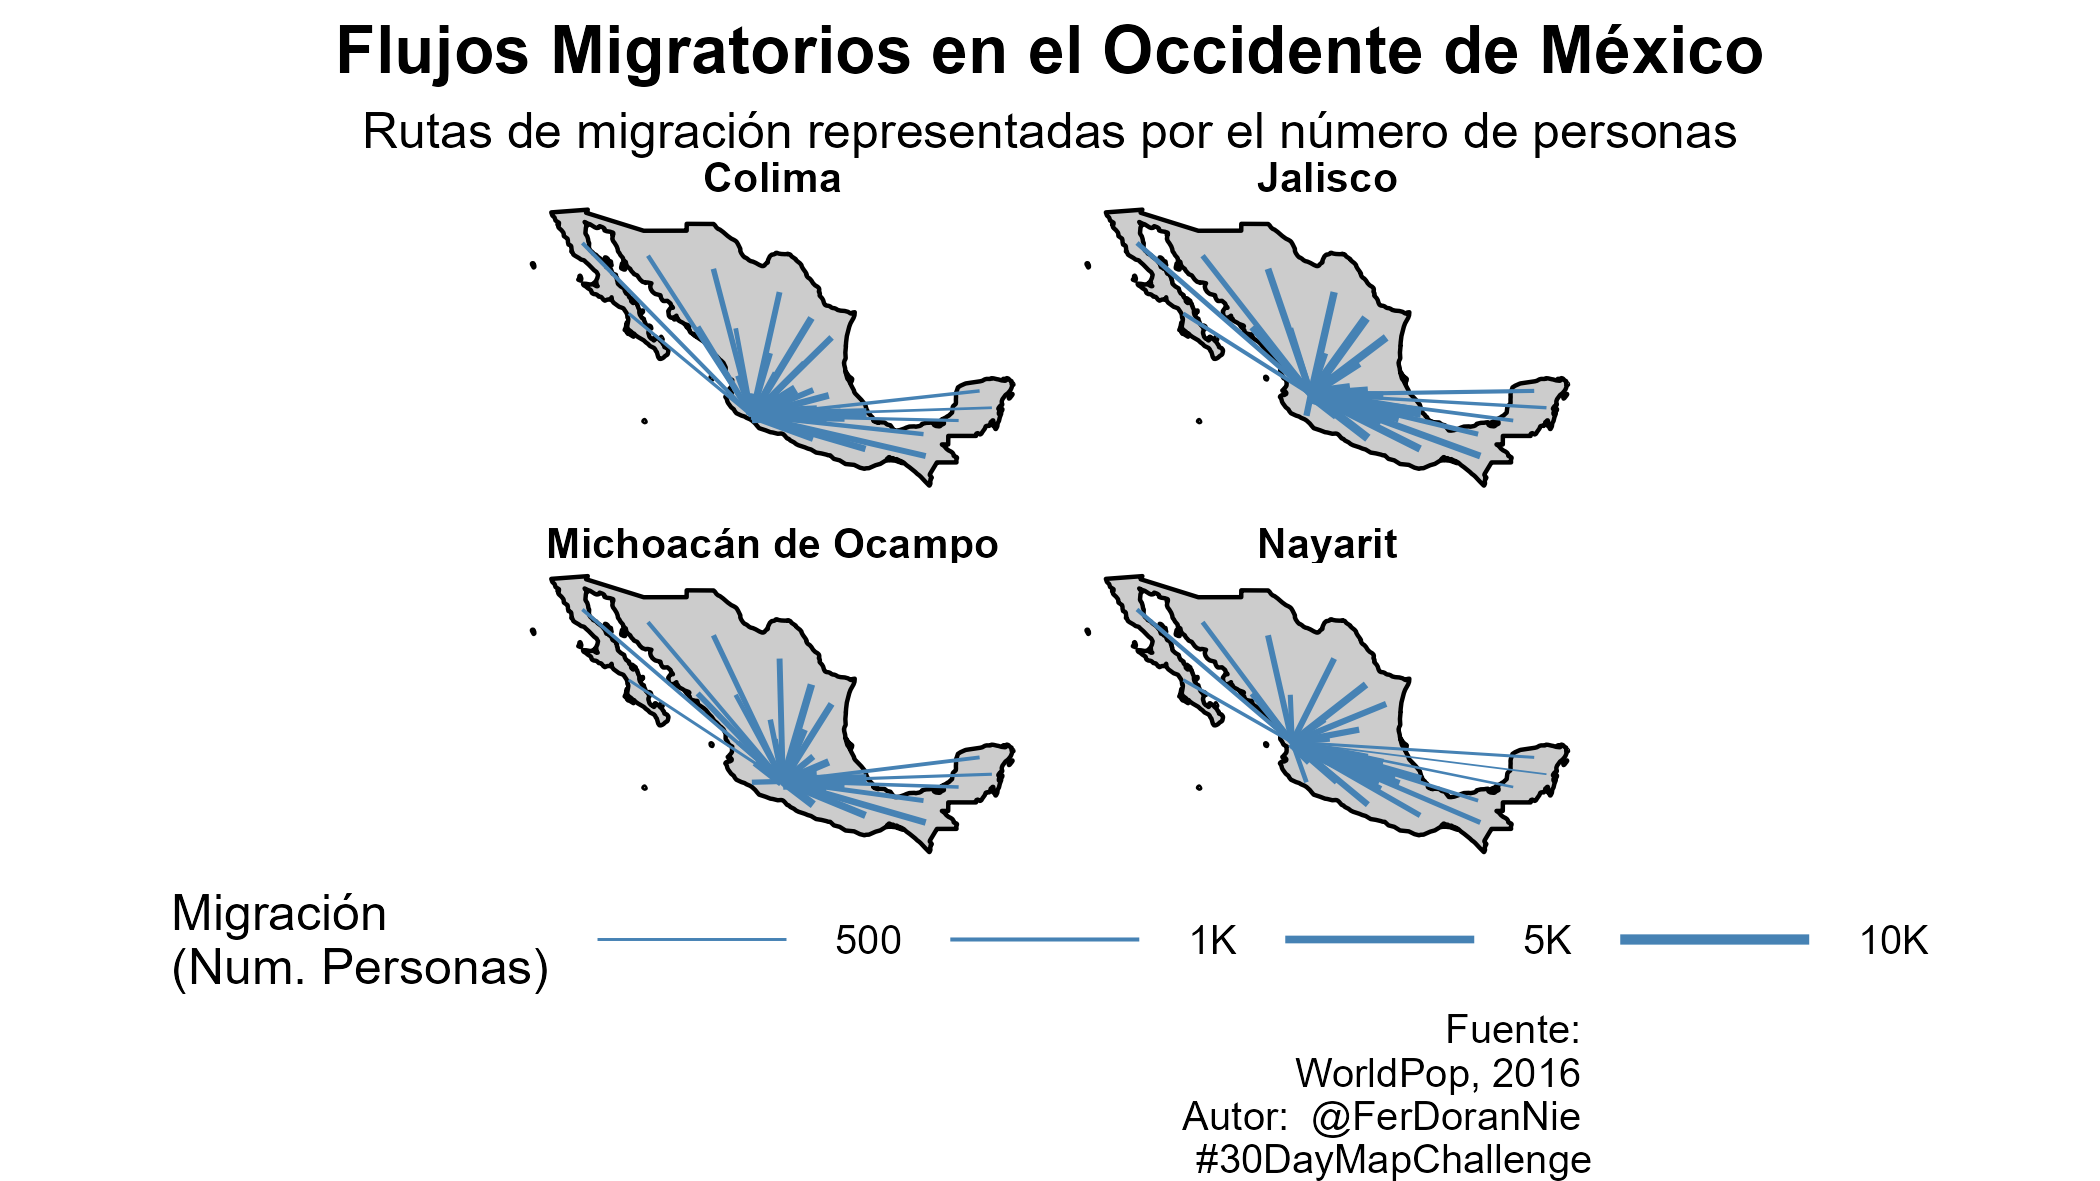 Flujos Migratorios en el Occidente de México
Rutas de migración representadas por el número de personas
Colima
Jalisco
Michoacán de Ocampo
Nayarit
Migración
(Num. Personas)
500
1K
5K
10K
Fuente:
WorldPop, 2016
Autor:  @FerDoranNie
#30DayMapChallenge